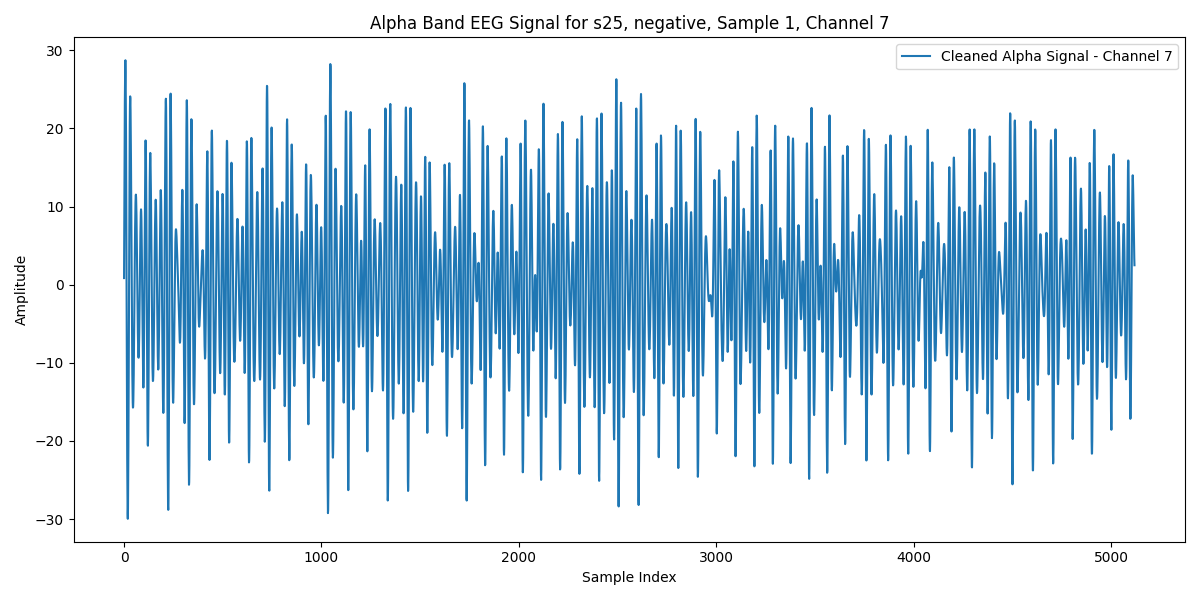 Alpha Band EEG Signal for s25, negative, Sample 1, Channel 7
Cleaned Alpha Signal - Channel 7
30
20
10
0
−10
−20
−30
Amplitude
0 1000 2000 3000 4000 5000
Sample Index